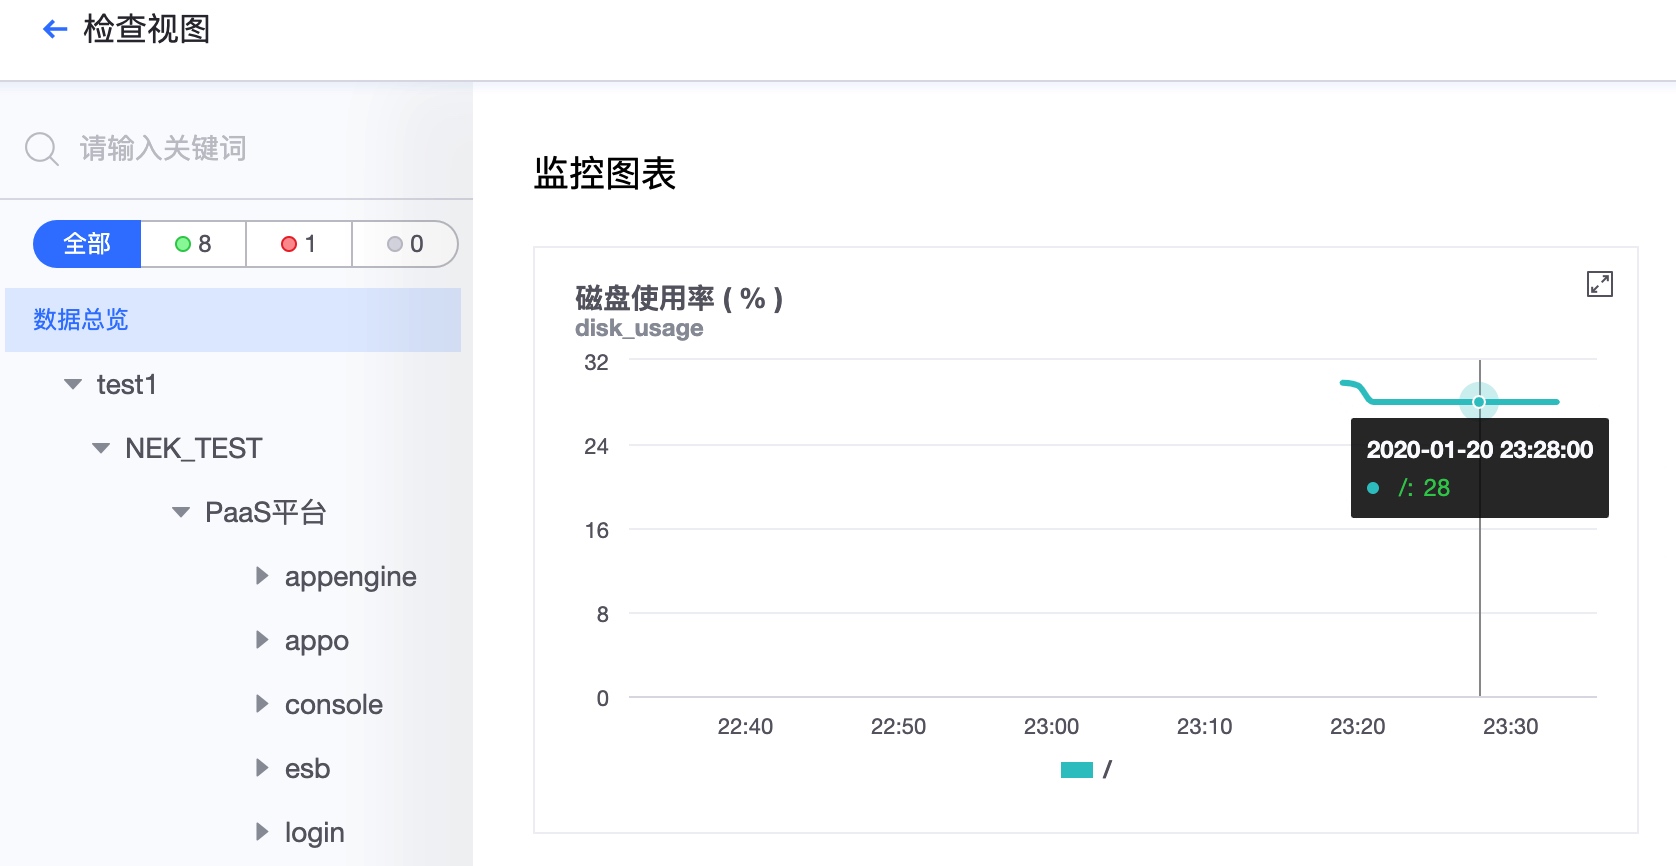 检查视图
请输入关键词
全部 8 1 0
数据总览
test1
NEK_TEST
PaaS平台
appengine
appo
console
esb
login
监控图表
磁盘使用率 ( % )
disk_usage
32
24
16
8
0
2020-01-20 23:28:00
/: 28
22:40 22:50 23:00 23:10 23:20 23:30
/